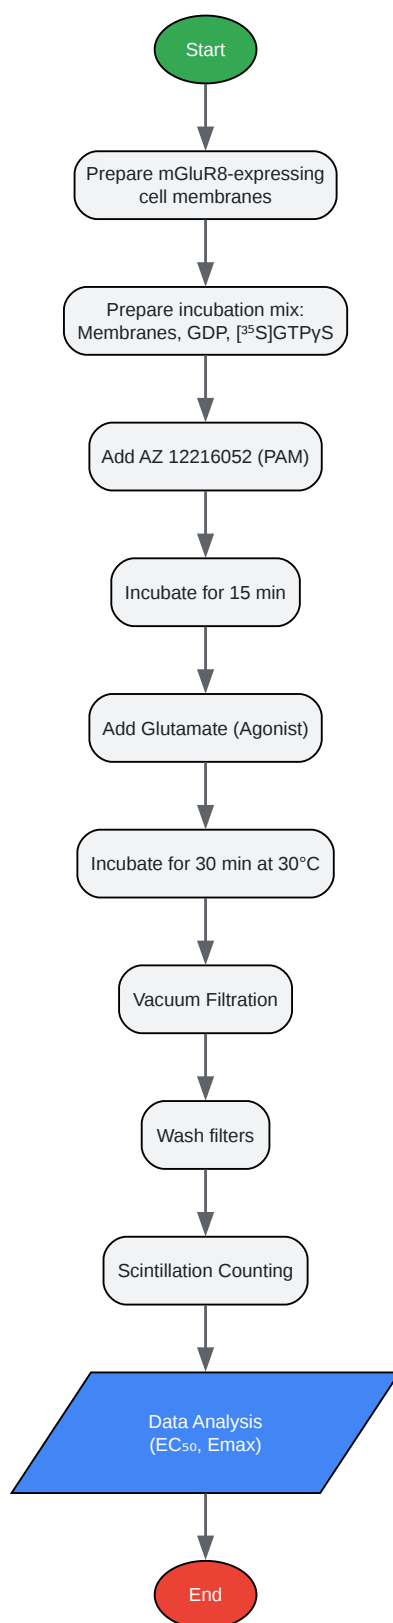 Start
Prepare mGluR8-expressing
cell membranes
Prepare incubation mix:
Membranes, GDP, [³⁵S]GTPγS
Add AZ 12216052 (PAM)
Incubate for 15 min
Add Glutamate (Agonist)
Incubate for 30 min at 30°C
Vacuum Filtration
Wash filters
Scintillation Counting
Data Analysis
(EC₅₀, Emax)
End